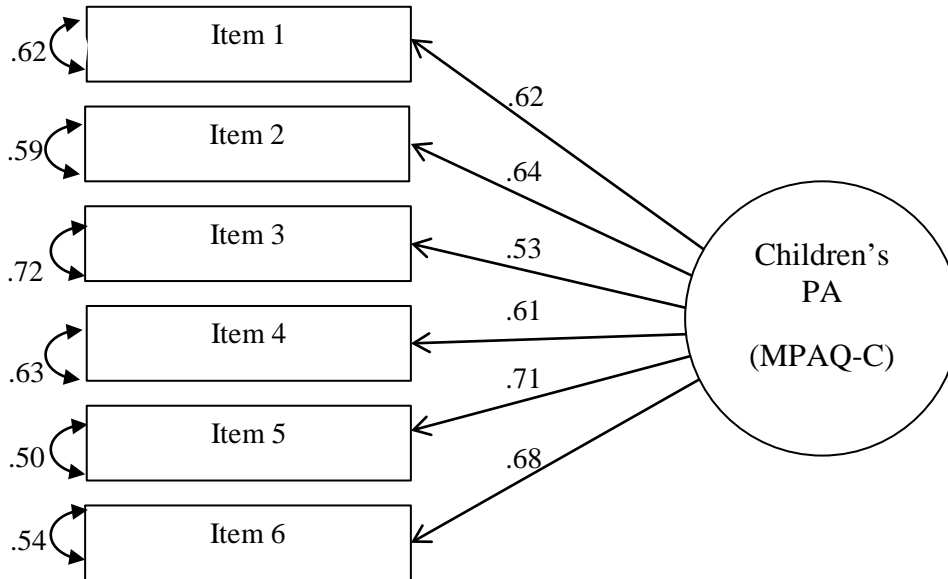 Item 1
.62
.62
Item 2
.59
.64
Item 3
.72
.53
Item 4
.63
.61
Item 5
.50
.71
Item 6
.54
.68
Children's
PA
(MPAQ-C)